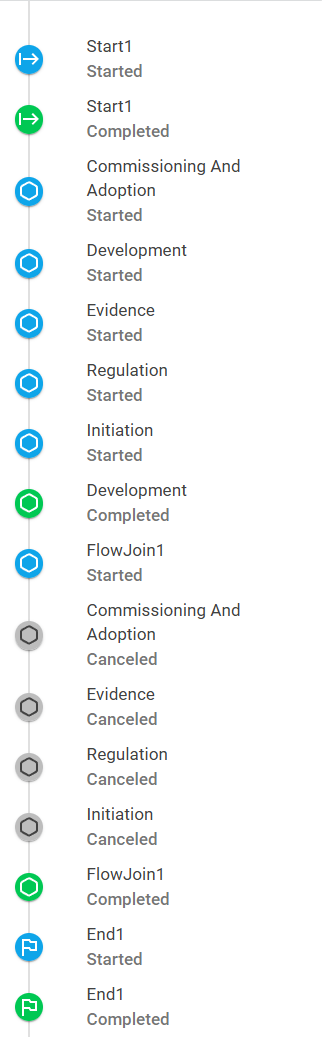 Start1
Started
Start1
Completed
Commissioning And
Adoption
Started
Development
Started
Evidence
Started
Regulation
Started
Initiation
Started
Development
Completed
FlowJoin1
Started
Commissioning And
Adoption
Canceled
Evidence
Canceled
Regulation
Canceled
Initiation
Canceled
FlowJoin1
Completed
End1
Started
End1
Completed